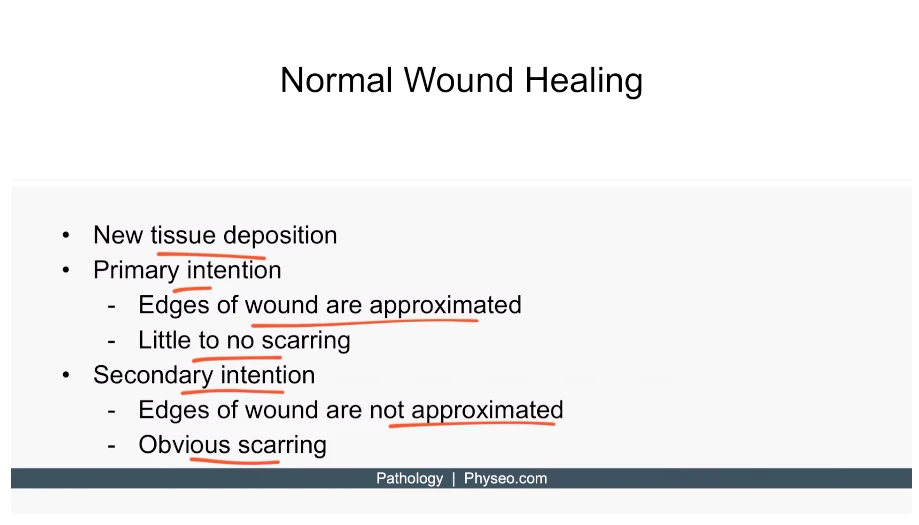 Normal Wound Healing
• New tissue deposition
• Primary intention
- Edges of wound are approximated
- Little to no scarring
• Secondary intention
- Edges of wound are not approximated
- Obvious scarring
Pathology | Physeo.com